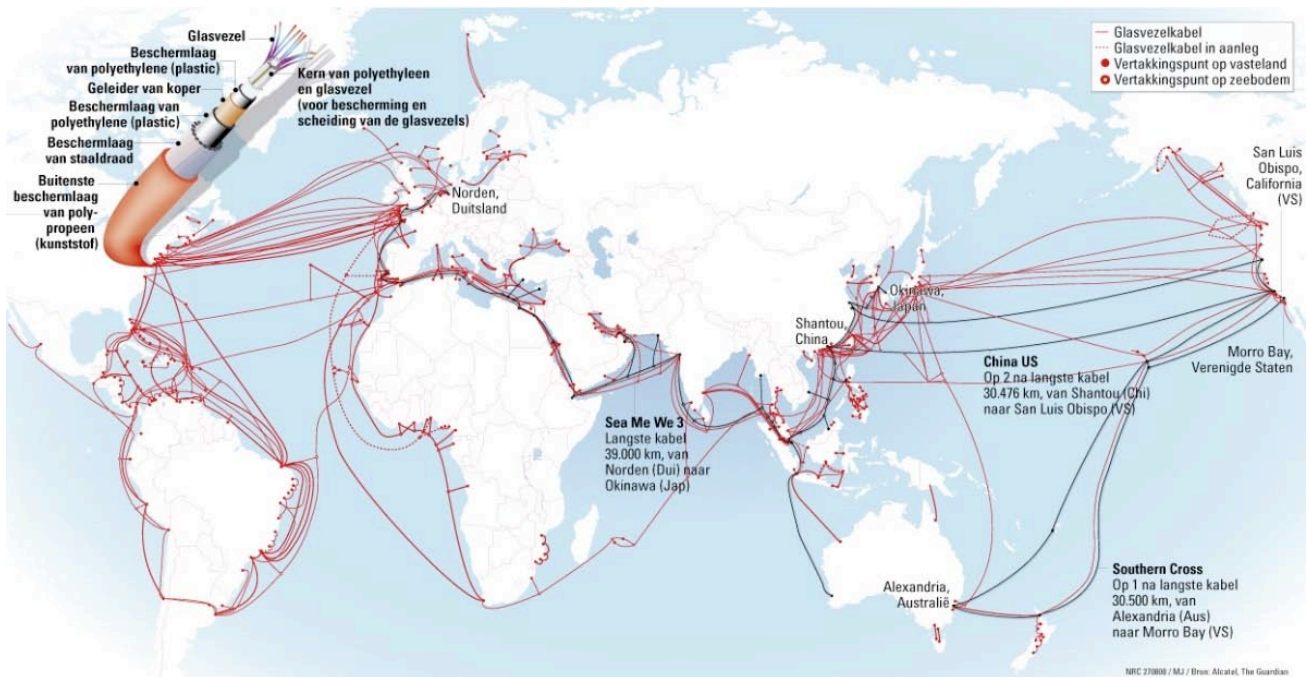 Glasvezel
Beschermlaag
van polyethylene (plastic)
Geleider van koper
Beschermlaag van
polyethylene (plastic)
Beschermlaag
van staaldraad
Buitenste
beschermlaag
van poly-
propeen
(kunststof)
Kern van polyethyleen
en glasvezel
(voor bescherming en
scheiding van de glasvezels)
Glasvezelkabel
Glasvezelkabel in aanleg
Vertakkingspunt op vasteland
Vertakkingspunt op zeebodem
San Luis
Obispo,
California
(VS)
Norden,
Duitsland
Okinawa,
Japan
Shantou,
China
Morro Bay,
Verenigde Staten
China US
Op 2 na langste kabel
30.476 km, van Shantou (Chi)
naar San Luis Obispo (VS)
Sea Me We 3
Langste kabel
39.000 km, van
Norden (Dui) naar
Okinawa (Jap)
Alexandria,
Australië
Southern Cross
Op 1 na langste kabel
30.500 km, van
Alexandria (Aus)
naar Morro Bay (VS)
NRC 270808 / MJ / Bron: Alcatel, The Guardian